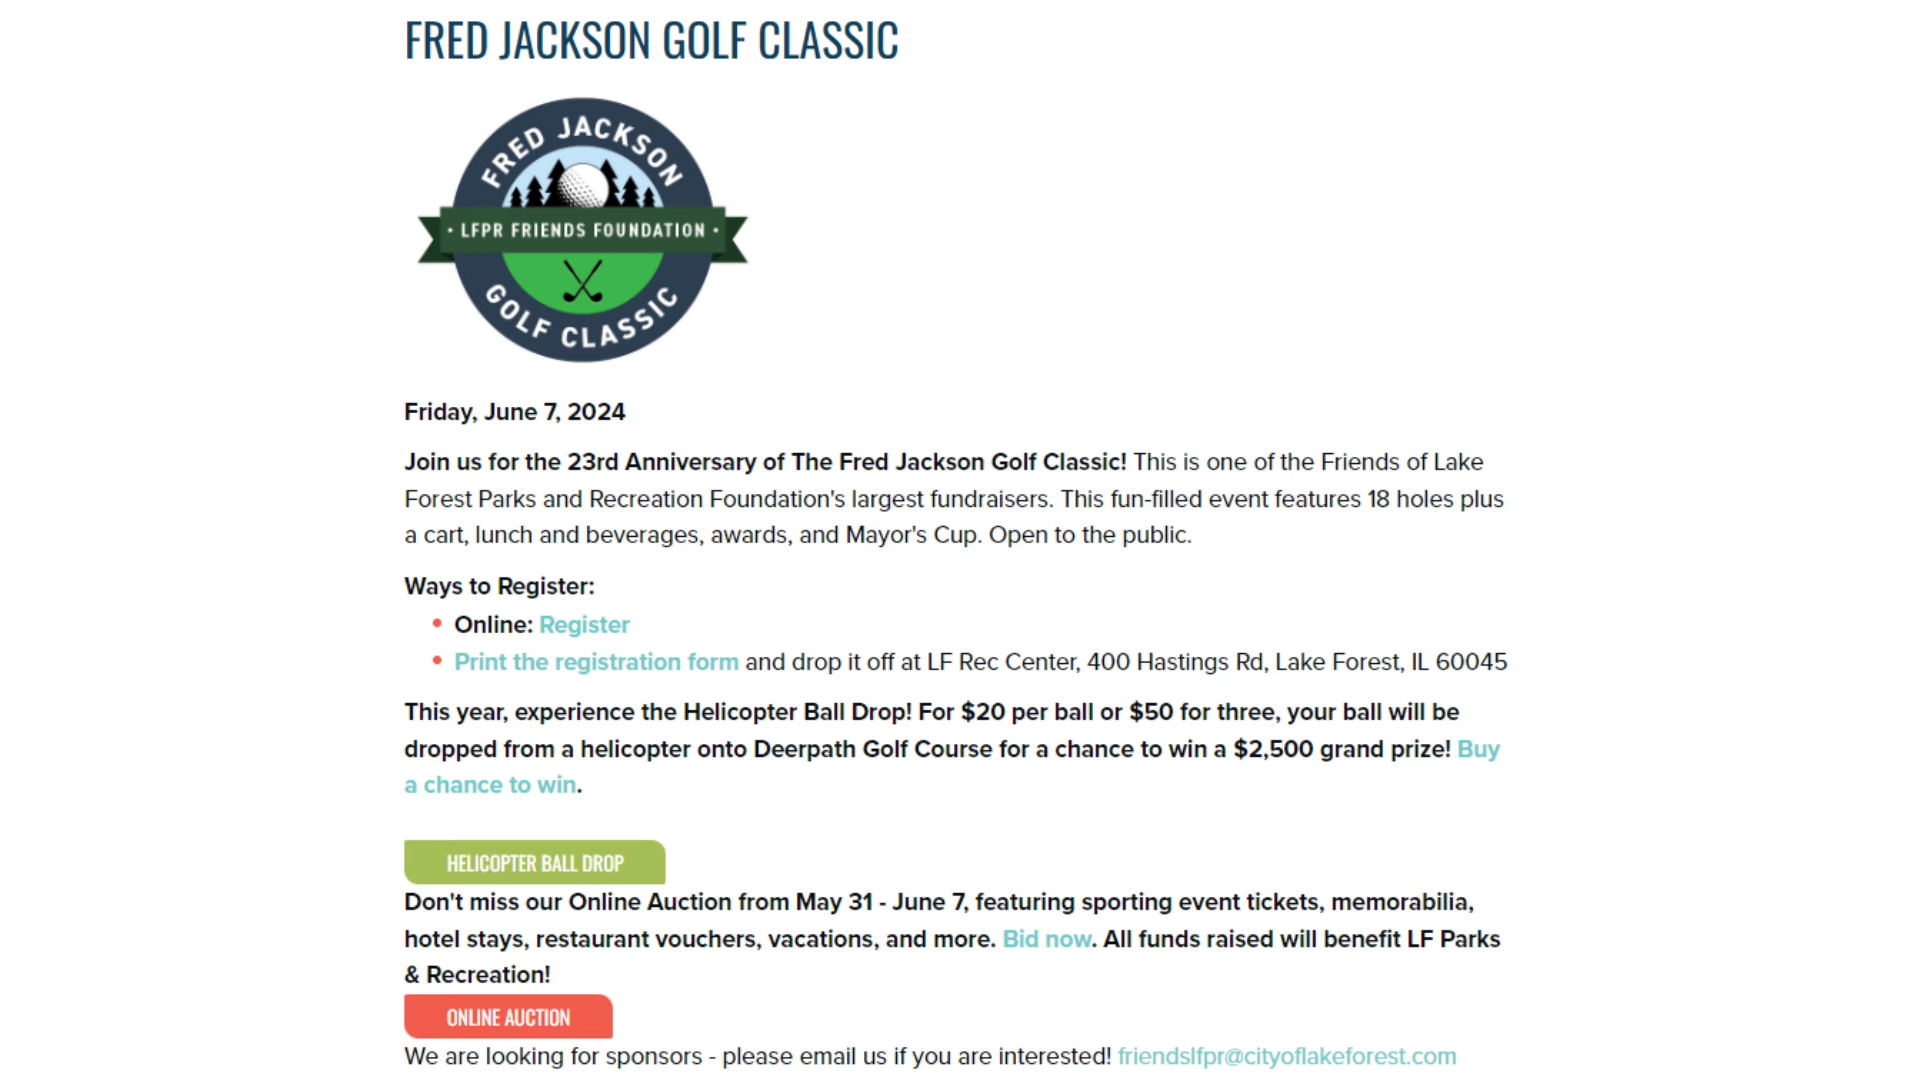 FRED JACKSON GOLF CLASSIC
FRED JACKSON
· LFPR FRIENDS FOUNDATION ·
GOLF CLASSIC
Friday, June 7, 2024
Join us for the 23rd Anniversary of The Fred Jackson Golf Classic! This is one of the Friends of Lake
Forest Parks and Recreation Foundation's largest fundraisers. This fun-filled event features 18 holes plus
a cart, lunch and beverages, awards, and Mayor's Cup. Open to the public.
Ways to Register:
• Online: Register
• Print the registration form and drop it off at LF Rec Center, 400 Hastings Rd, Lake Forest, IL 60045
This year, experience the Helicopter Ball Drop! For $20 per ball or $50 for three, your ball will be
dropped from a helicopter onto Deerpath Golf Course for a chance to win a $2,500 grand prize! Buy
a chance to win.
HELICOPTER BALL DROP
Don't miss our Online Auction from May 31 - June 7, featuring sporting event tickets, memorabilia,
hotel stays, restaurant vouchers, vacations, and more. Bid now. All funds raised will benefit LF Parks
& Recreation!
ONLINE AUCTION
We are looking for sponsors - please email us if you are interested! friendslfpr@cityoflakeforest.com